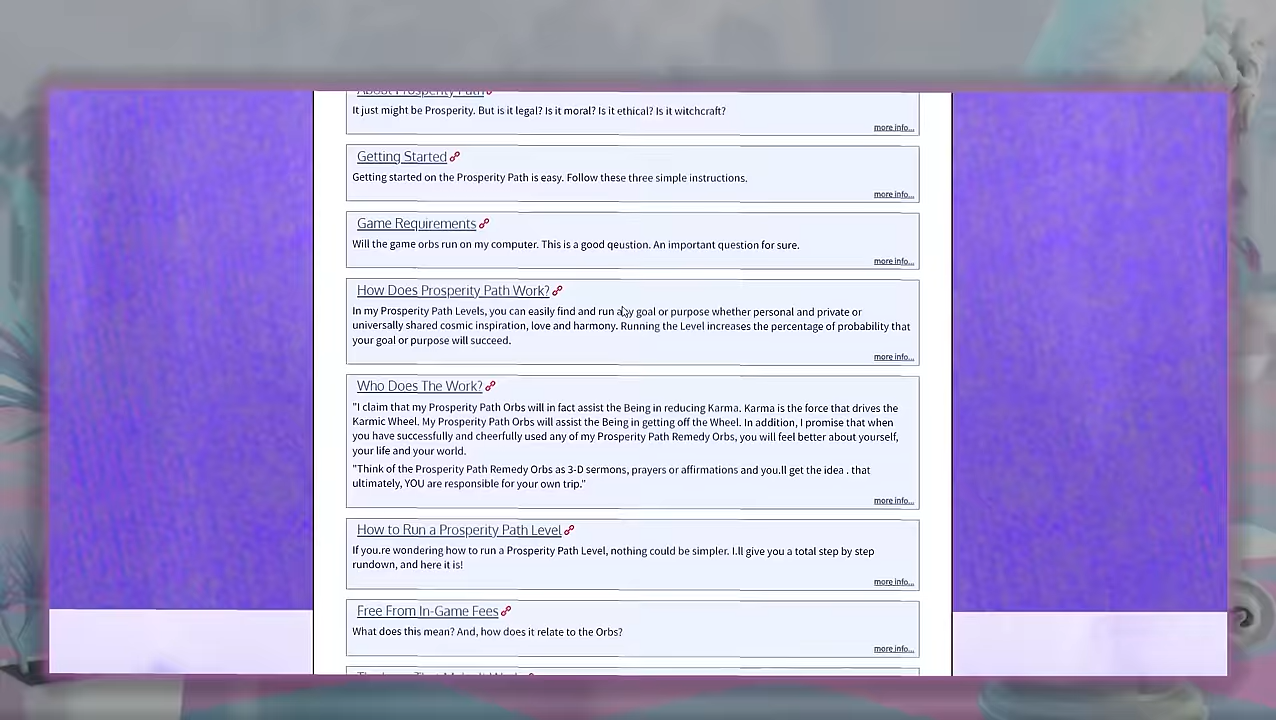 About Prosperity Path
It just might be Prosperity. But is it legal? Is it moral? Is it ethical? Is it witchcraft?
more info...
Getting Started
Getting started on the Prosperity Path is easy. Follow these three simple instructions.
more info...
Game Requirements
Will the game orbs run on my computer. This is a good qeustion. An important question for sure.
more info...
How Does Prosperity Path Work?
In my Prosperity Path Levels, you can easily find and run any goal or purpose whether personal and private or
universally shared cosmic inspiration, love and harmony. Running the Level increases the percentage of probability that
your goal or purpose will succeed.
more info...
Who Does The Work?
"I claim that my Prosperity Path Orbs will in fact assist the Being in reducing Karma. Karma is the force that drives the
Karmic Wheel. My Prosperity Path Orbs will assist the Being in getting off the Wheel. In addition, I promise that when
you have successfully and cheerfully used any of my Prosperity Path Remedy Orbs, you will feel better about yourself,
your life and your world.
"Think of the Prosperity Path Remedy Orbs as 3-D sermons, prayers or affirmations and you.ll get the idea . that
ultimately, YOU are responsible for your own trip."
more info...
How to Run a Prosperity Path Level
If you.re wondering how to run a Prosperity Path Level, nothing could be simpler. I.ll give you a total step by step
rundown, and here it is!
more info...
Free From In-Game Fees
What does this mean? And, how does it relate to the Orbs?
more info...